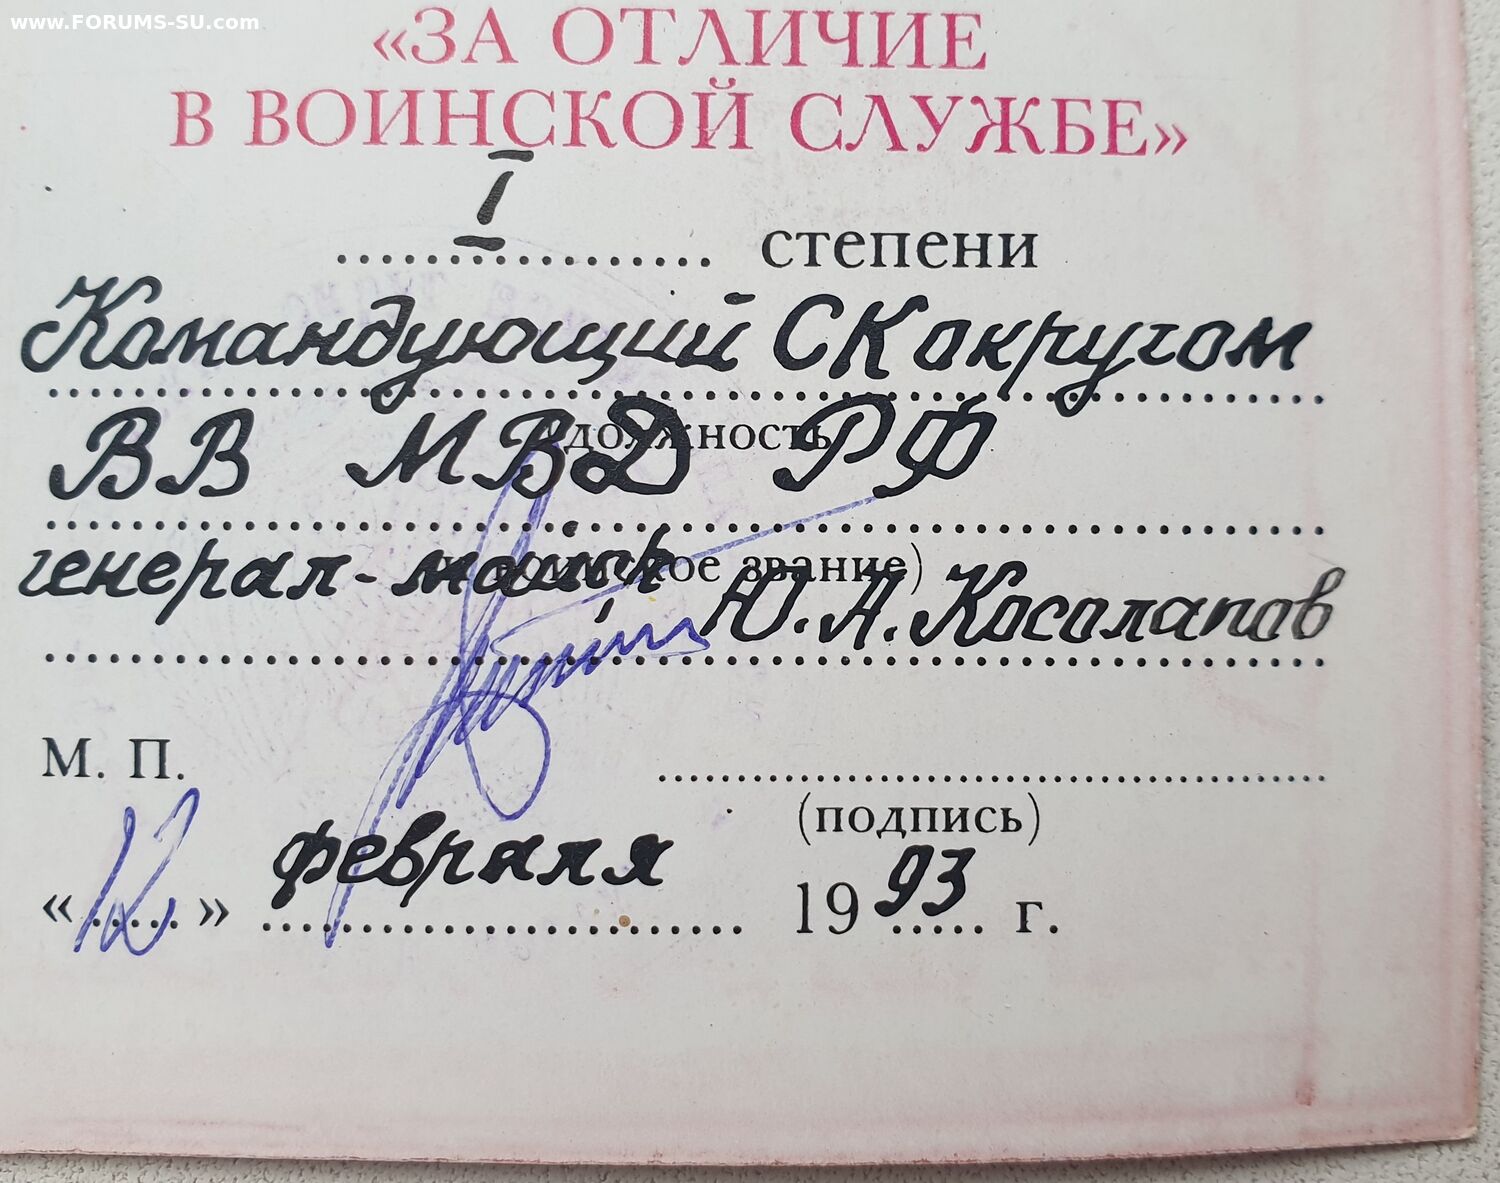 www.FORUMS-SU.com
«ЗА ОТЛИЧИЕ
В ВОИНСКОЙ СЛУЖБЕ»
I степени
Командующий СК округом
должность
ВВ МВД РФ
воинское звание)
генерал-майор Ю.А. Косолапов
М. П.
(подпись)
«12» февраля 1993 г.